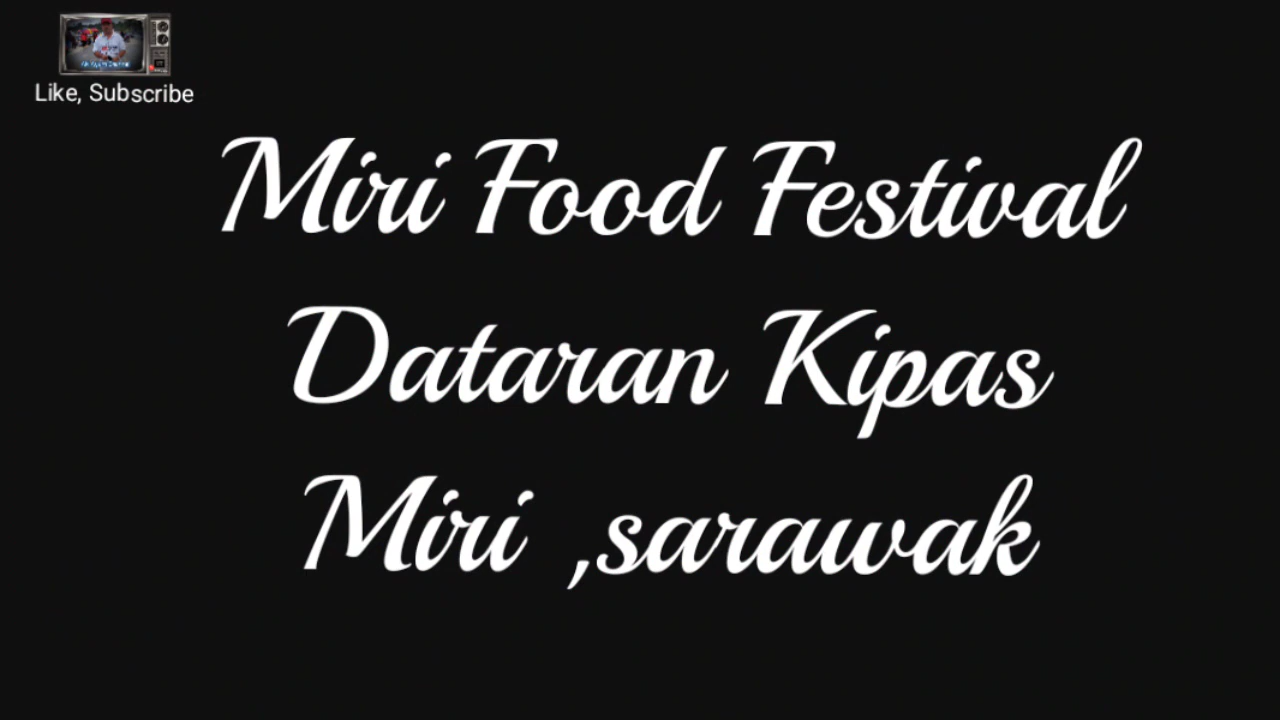 Like, Subscribe
Miri Food Festival
Dataran Kipas
Miri ,sarawak